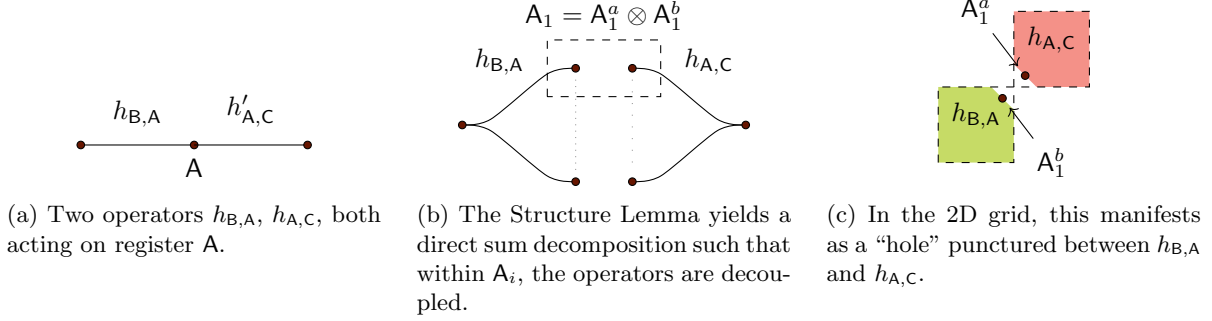 h_{B,A}
h'_{A,C}
A
(a) Two operators h_{B,A}, h_{A,C}, both
acting on register A.
A_1 = A_1^a ⊗ A_1^b
h_{B,A}
h_{A,C}
(b) The Structure Lemma yields a
direct sum decomposition such that
within A_i, the operators are decou-
pled.
A_1^a
h_{A,C}
h_{B,A}
A_1^b
(c) In the 2D grid, this manifests
as a “hole” punctured between h_{B,A}
and h_{A,C}.